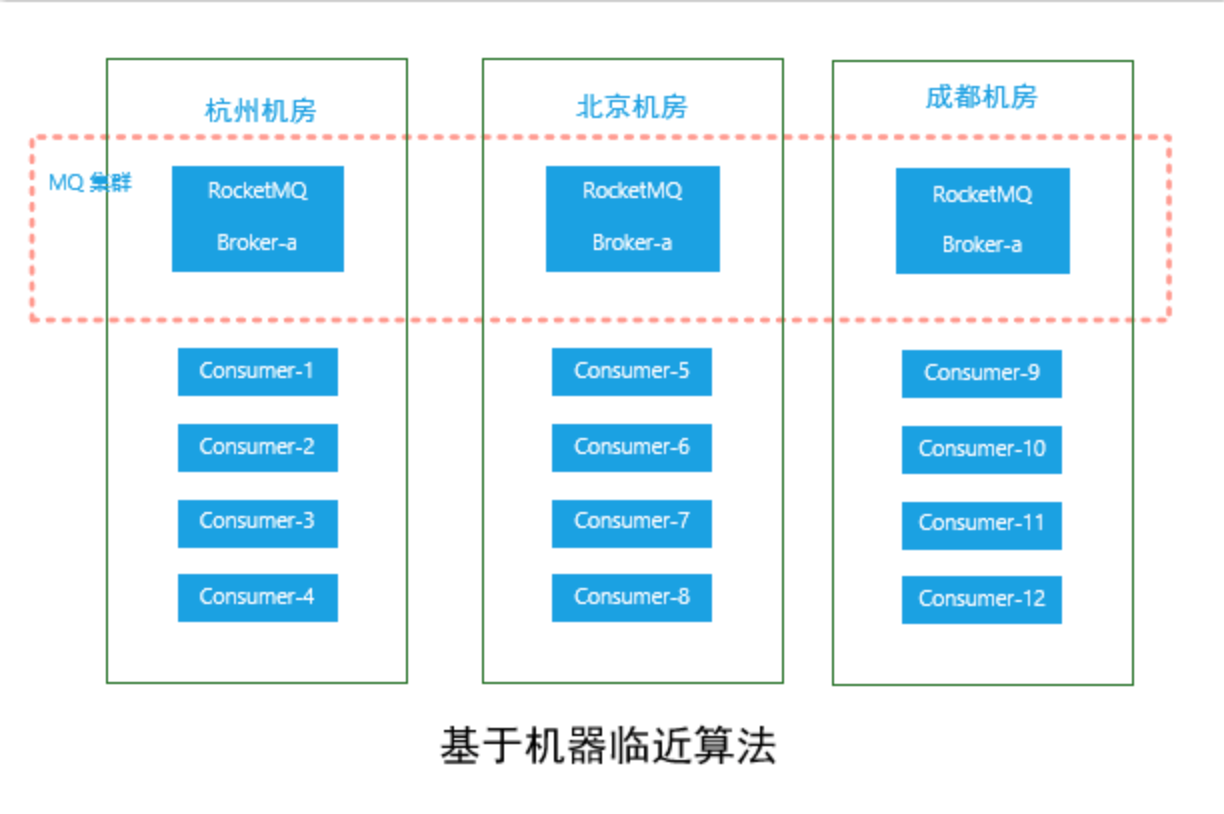 杭州机房
北京机房
成都机房
MQ 集群
RocketMQ
Broker-a
RocketMQ
Broker-a
RocketMQ
Broker-a
Consumer-1
Consumer-2
Consumer-3
Consumer-4
Consumer-5
Consumer-6
Consumer-7
Consumer-8
Consumer-9
Consumer-10
Consumer-11
Consumer-12
基于机器临近算法